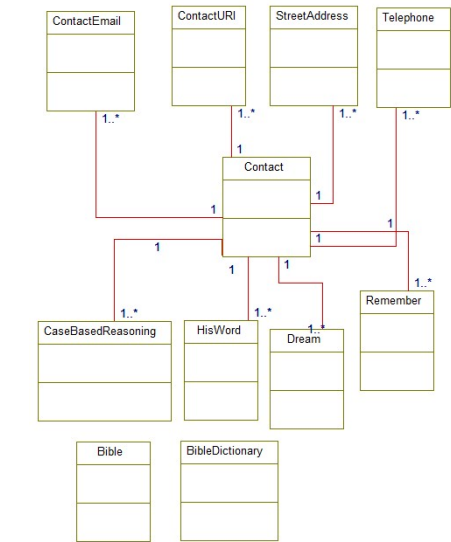 ContactEmail
ContactURI
StreetAddress
Telephone
1..*
1..*
1..*
1..*
1
Contact
1
1
1
1
1
1
1
1..*
1..*
1..*
1..*
Remember
CaseBasedReasoning
HisWord
Dream
Bible
BibleDictionary